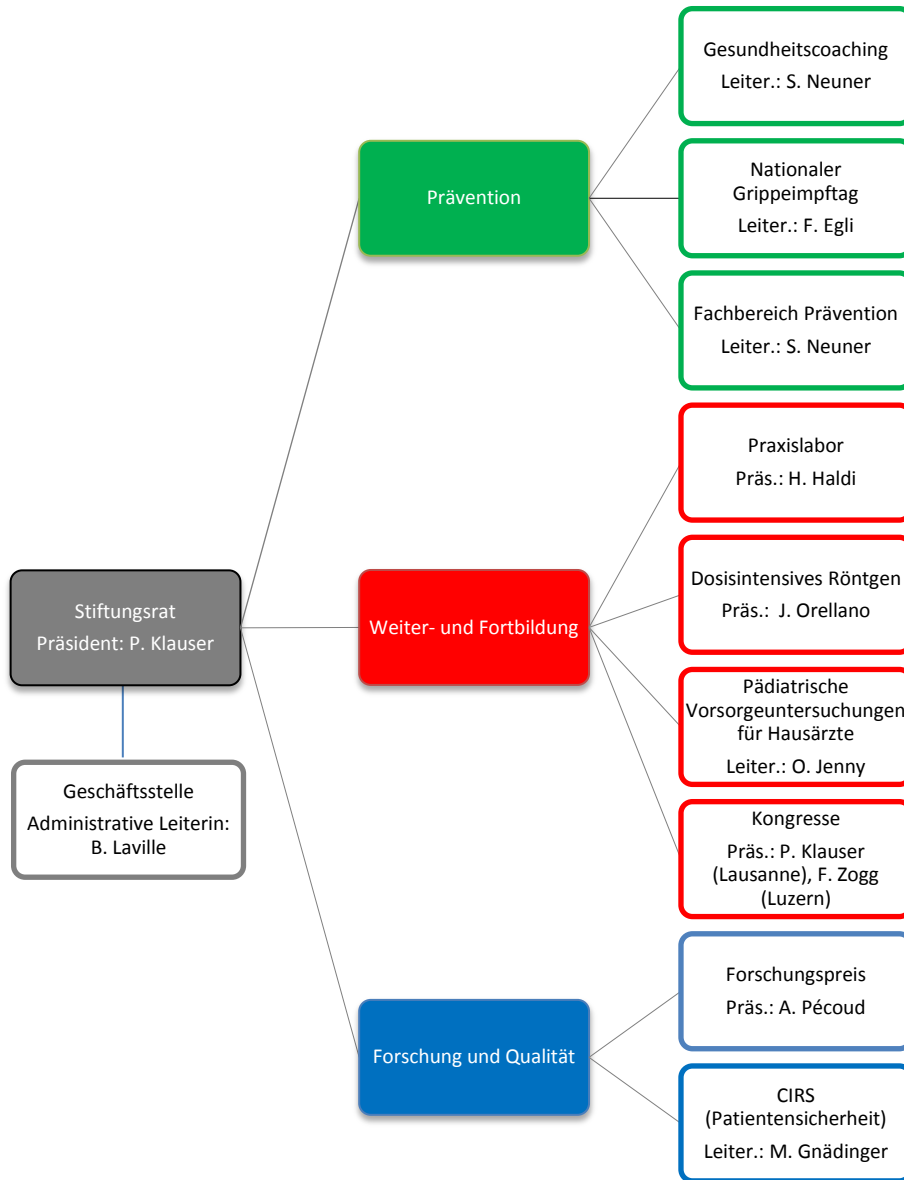 Gesundheitscoaching
Leiter.: S. Neuner
Nationaler
Grippeimpftag
Leiter.: F. Egli
Fachbereich Prävention
Leiter.: S. Neuner
Prävention
Praxislabor
Präs.: H. Haldi
Dosisintensives Röntgen
Präs.: J. Orellano
Pädiatrische
Vorsorgeuntersuchungen
für Hausärzte
Leiter.: O. Jenny
Kongresse
Präs.: P. Klauser
(Lausanne), F. Zogg
(Luzern)
Weiter- und Fortbildung
Stiftungsrat
Präsident: P. Klauser
Geschäftsstelle
Administrative Leiterin:
B. Laville
Forschung und Qualität
Forschungspreis
Präs.: A. Pécoud
CIRS
(Patientensicherheit)
Leiter.: M. Gnädinger